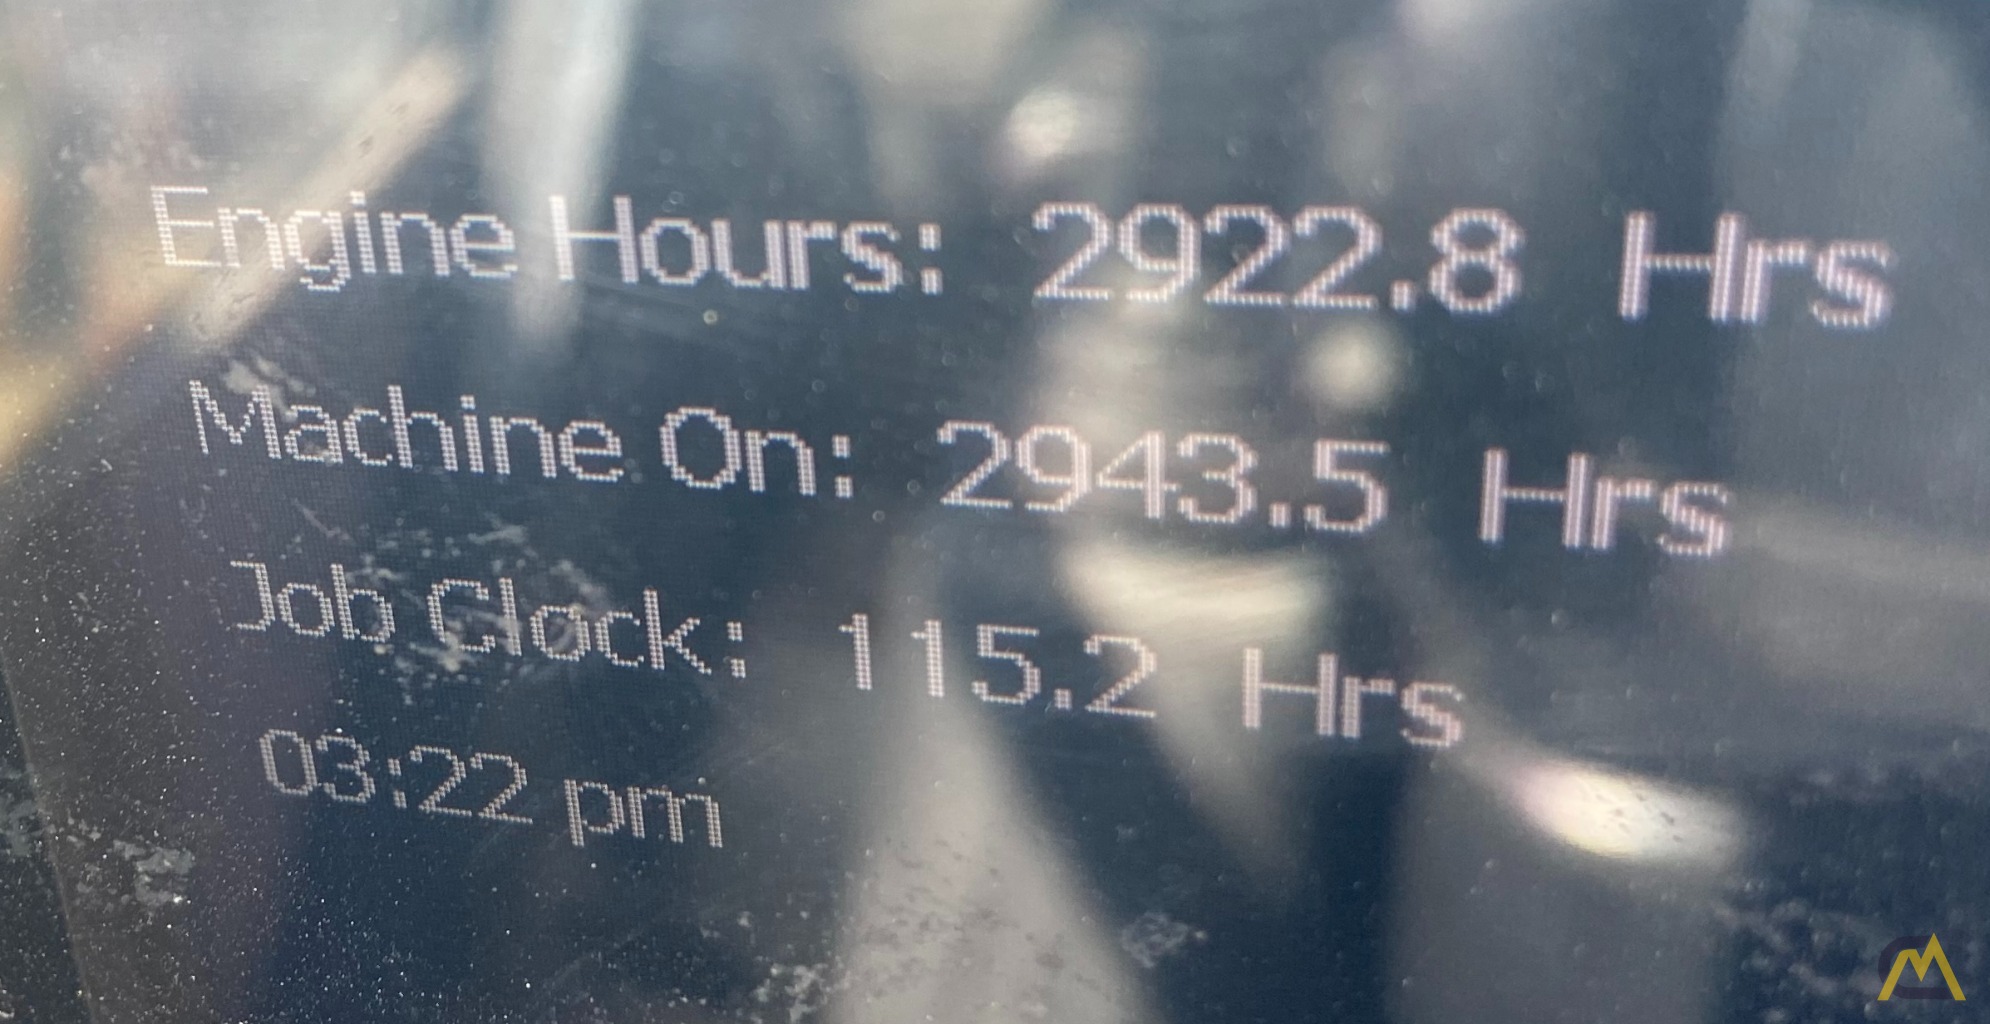 Engine Hours: 2922.8 Hrs
Machine On: 2943.5 Hrs
Job Clock: 115.2 Hrs
03:22 pm